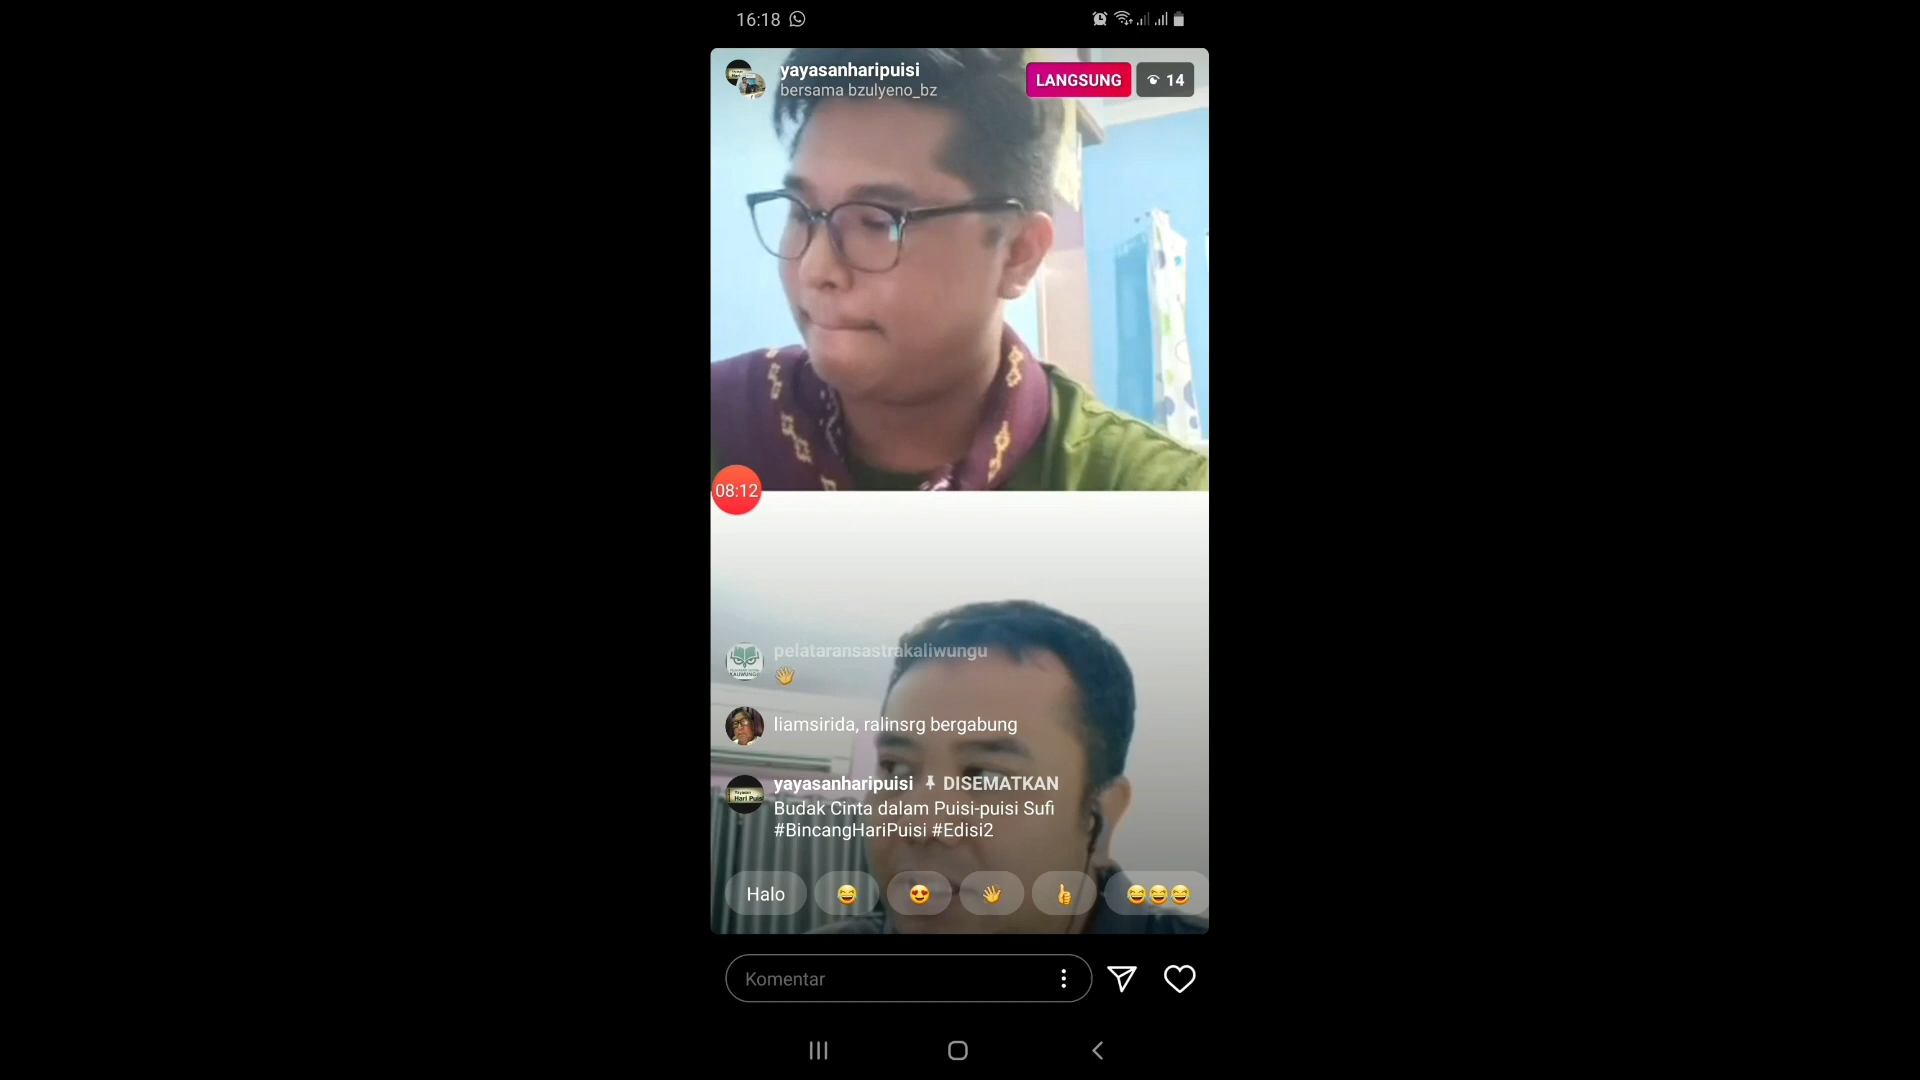 16:18
yayasanharipuisi
bersama bzulyeno_bz
LANGSUNG
14
08:12
pelataransastrakaliwungu
👋
liamsirida, ralinsrg bergabung
yayasanharipuisi DISEMATKAN
Budak Cinta dalam Puisi-puisi Sufi
#BincangHariPuisi #Edisi2
Halo 😅 😍 👋 👍 😂😂😂
Komentar